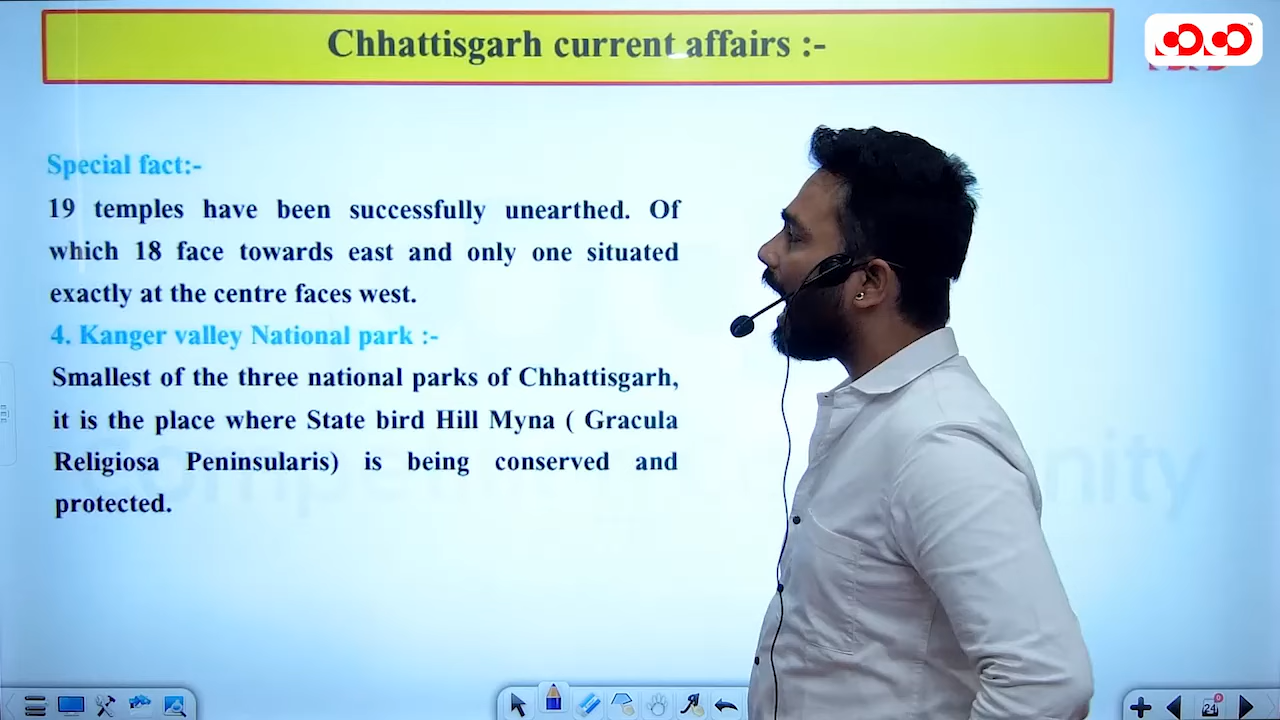 Chhattisgarh current affairs :-
Special fact:-
19 temples have been successfully unearthed. Of
which 18 face towards east and only one situated
exactly at the centre faces west.
4. Kanger valley National park :-
Smallest of the three national parks of Chhattisgarh,
it is the place where State bird Hill Myna ( Gracula
Religiosa Peninsularis) is being conserved and
protected.
24